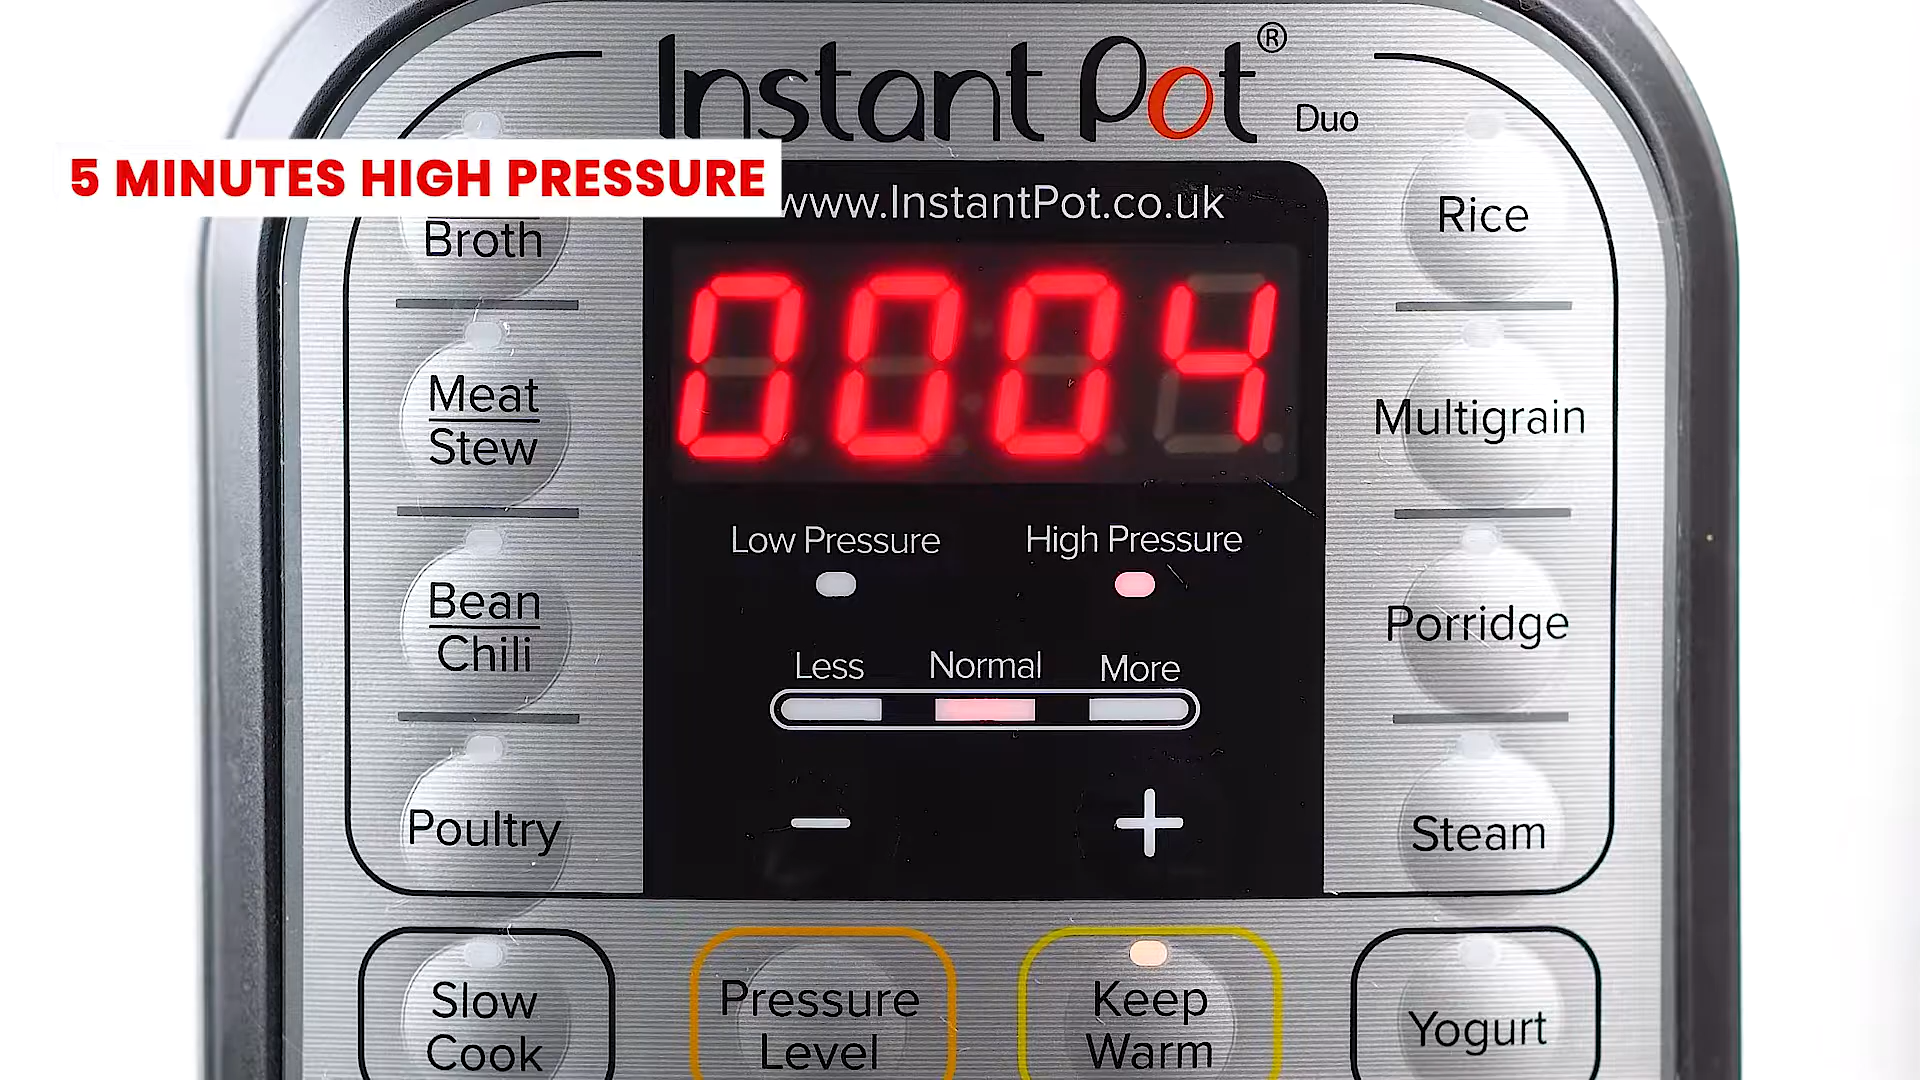 Instant Pot®
Duo
5 MINUTES HIGH PRESSURE
www.InstantPot.co.uk
Broth
Rice
0004
Meat
Stew
Multigrain
Low Pressure
High Pressure
Bean
Chili
Porridge
Less
Normal
More
−
+
Poultry
Steam
Slow
Cook
Pressure
Level
Keep
Warm
Yogurt